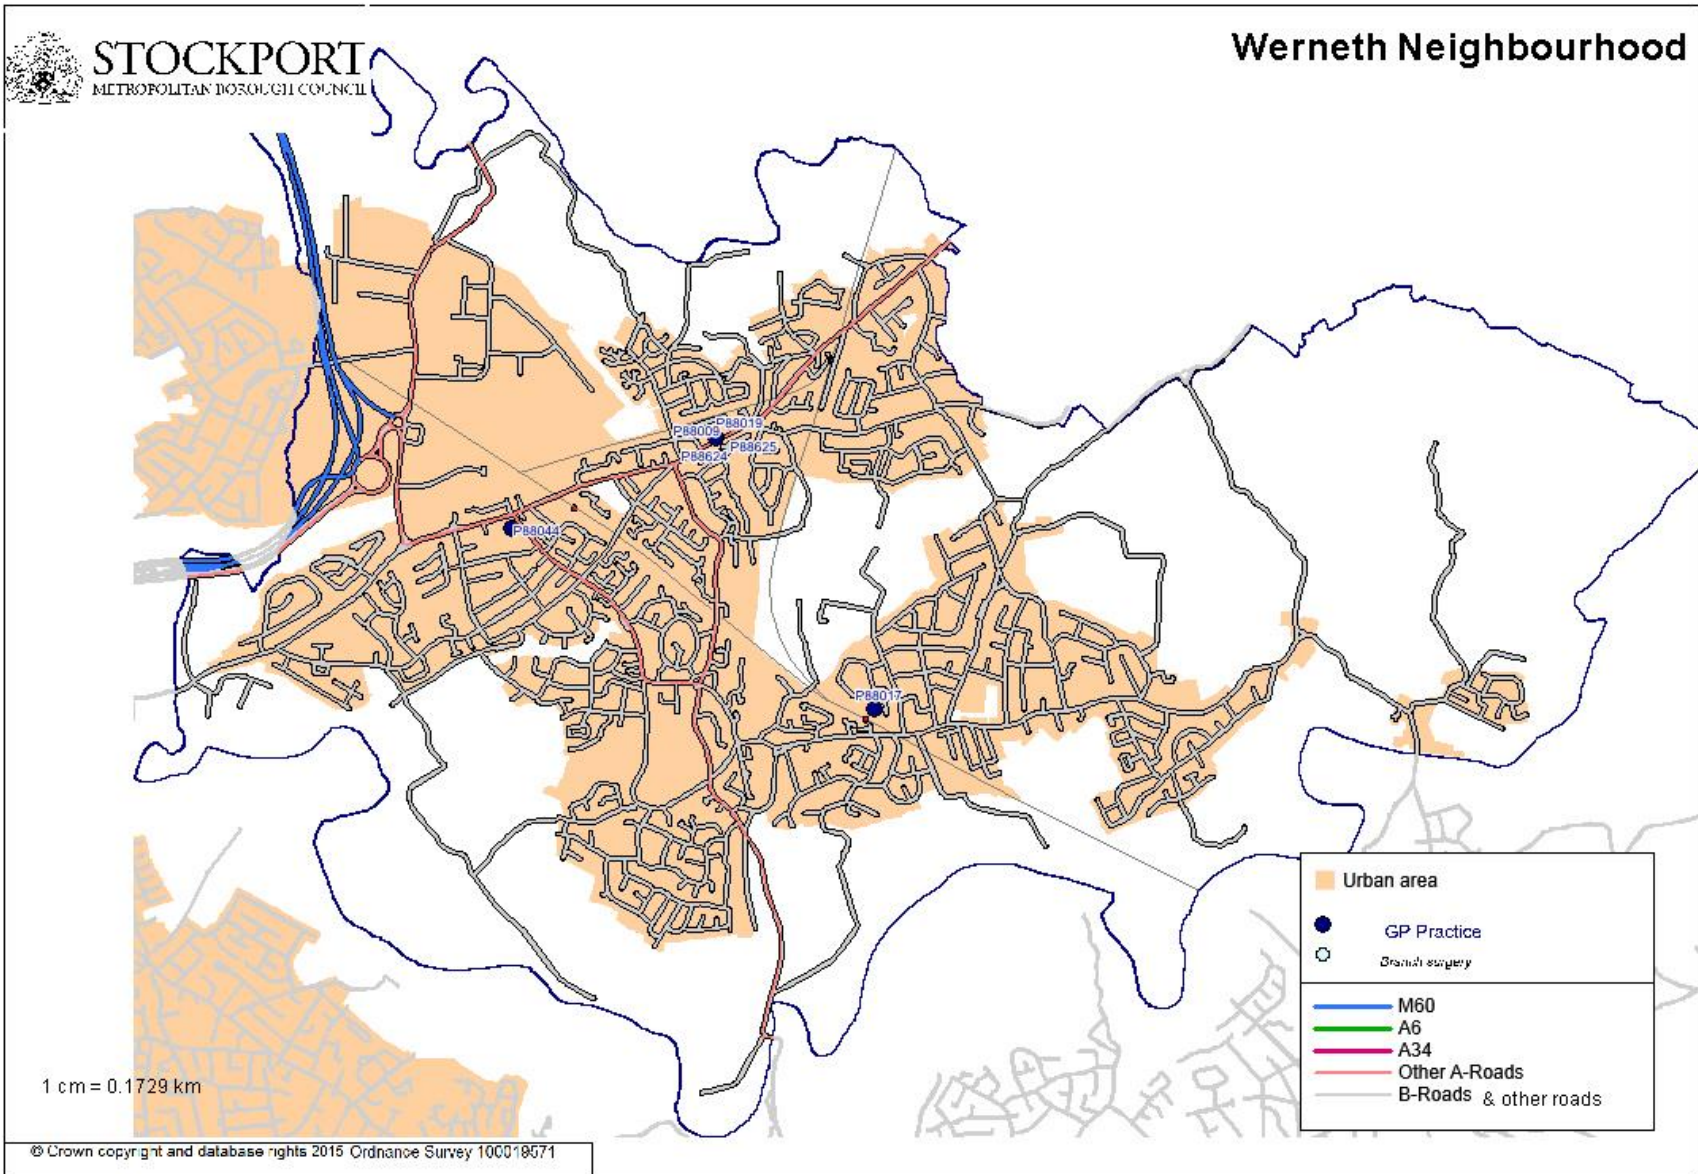 STOCKPORT
METROPOLITAN BOROUGH COUNCIL
Werneth Neighbourhood
P88019
P88009
P88625
P88624
P88044
P88017
Urban area
GP Practice
Branch surgery
M60
A6
A34
Other A-Roads
B-Roads & other roads
1 cm = 0.1729 km
© Crown copyright and database rights 2015 Ordnance Survey 100019571